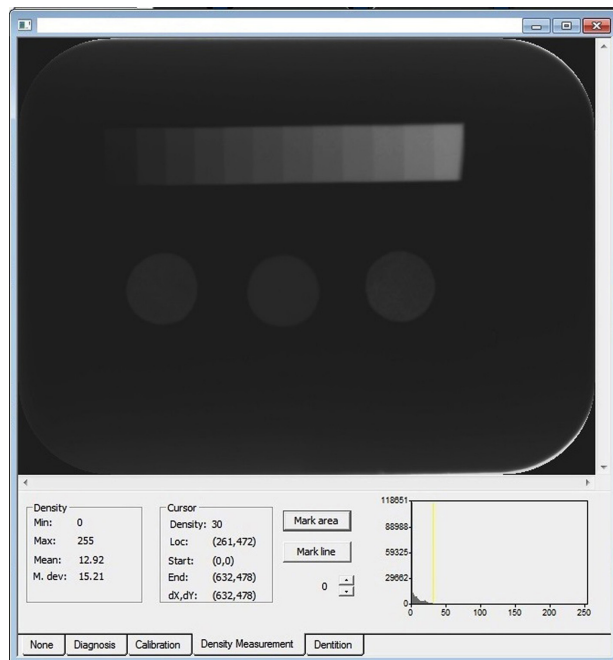 Density
Min: 0
Max: 255
Mean: 12.92
M. dev: 15.21
Cursor
Density: 30
Loc: (261,472)
Start: (0,0)
End: (632,478)
dX,dY: (632,478)
Mark area
Mark line
0
118651
88988
59325
29662
0
0 50 100 150 200 250
None Diagnosis Calibration Density Measurement Dentition